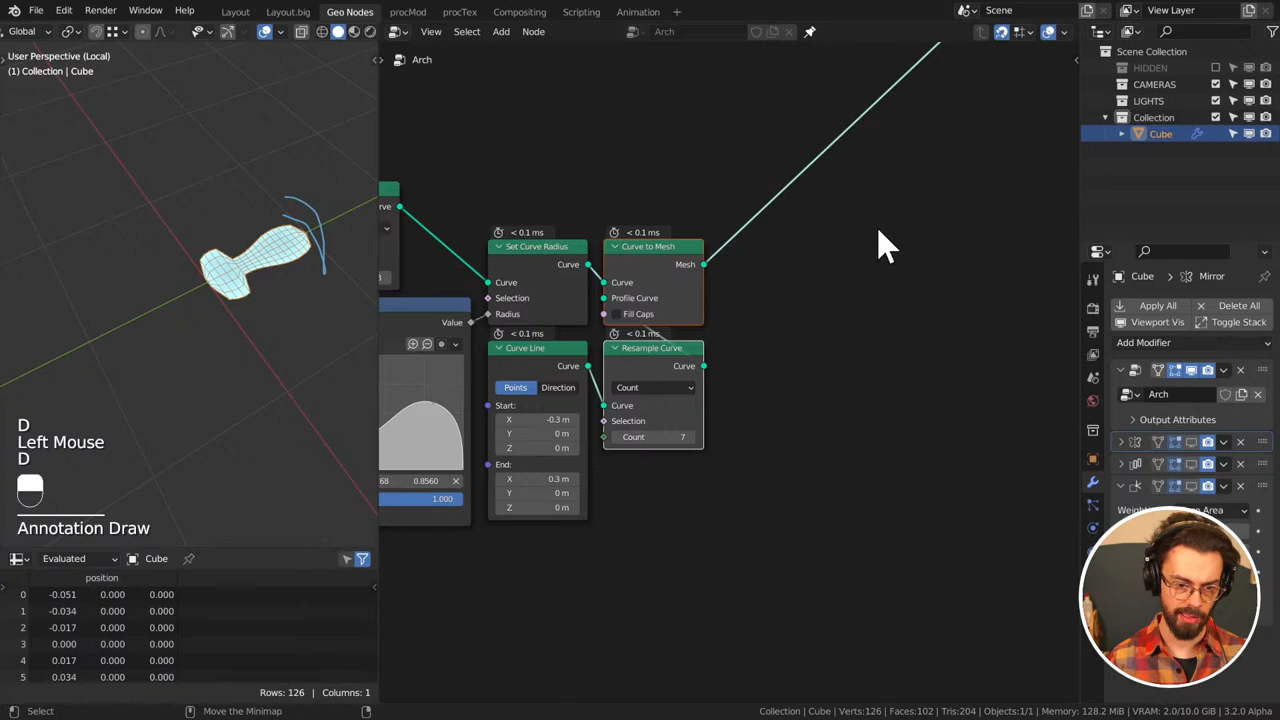 File Edit Render Window Help Layout Layout.big Geo Nodes procMod procTex Compositing Scripting Animation + Scene View Layer
Global View Select Add Node Arch
User Perspective (Local)
(1) Collection | Cube
Arch
Scene Collection
HIDDEN
CAMERAS
LIGHTS
Collection
Cube
< 0.1 ms < 0.1 ms
Set Curve Radius Curve to Mesh
Curve Mesh
Curve Curve
Selection Profile Curve
Radius Fill Caps
Value
< 0.1 ms < 0.1 ms
Curve Line Resample Curve
Curve Curve
Points Direction Count
Start: Curve
X -0.3 m Selection
Y 0 m Count 7
Z 0 m
End:
X 0.3 m
Y 0 m
Z 0 m
68 0.8560
1.000
Cube Mirror
Apply All Delete All
Viewport Vis Toggle Stack
Add Modifier
Arch
Output Attributes
D
Left Mouse
D
Annotation Draw
Evaluated Cube
position
0 -0.051 0.000 0.000
1 -0.034 0.000 0.000
2 -0.017 0.000 0.000
3 0.000 0.000 0.000
4 0.017 0.000 0.000
5 0.034 0.000 0.000
Rows: 126 | Columns: 1
Select Move the Minimap Collection | Cube | Verts:126 | Faces:102 | Tris:204 | Objects:1/1 | Memory: 128.2 MiB | VRAM: 2.0/10.0 GiB | 3.2.0 Alpha